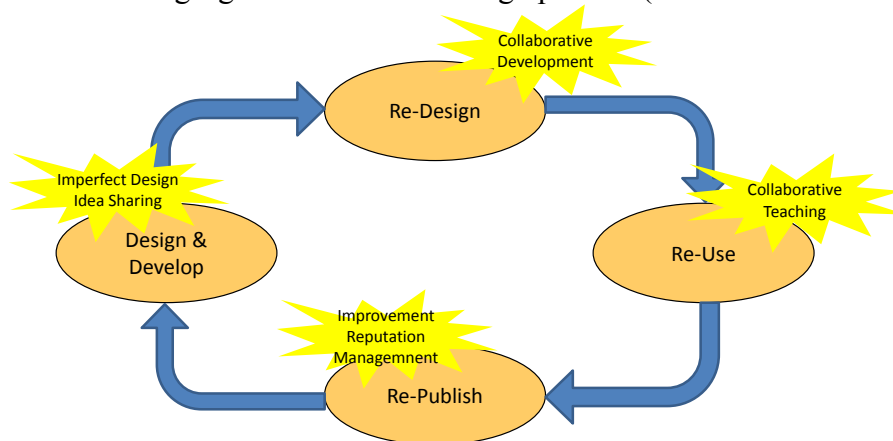 Collaborative
Development
Re-Design
Imperfect Design
Idea Sharing
Collaborative
Teaching
Design &
Develop
Re-Use
Improvement
Reputation
Managemnent
Re-Publish